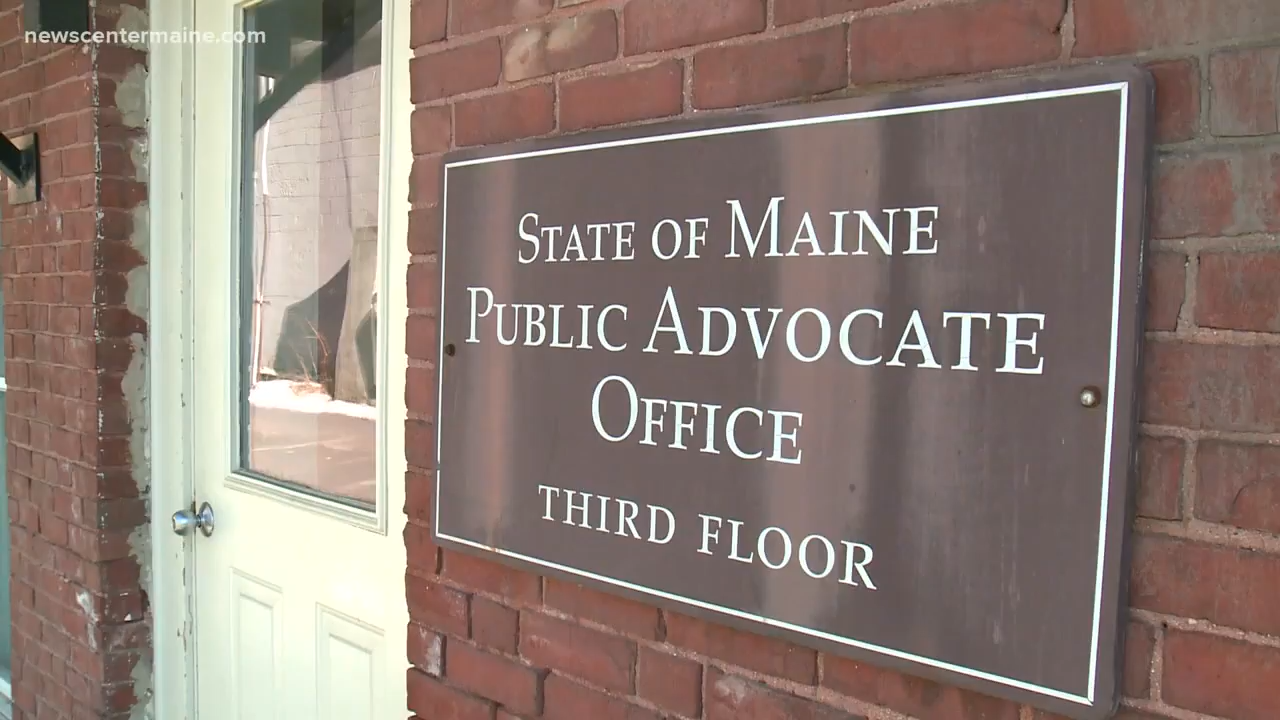 newscentermaine.com
STATE OF MAINE
PUBLIC ADVOCATE
OFFICE
THIRD FLOOR